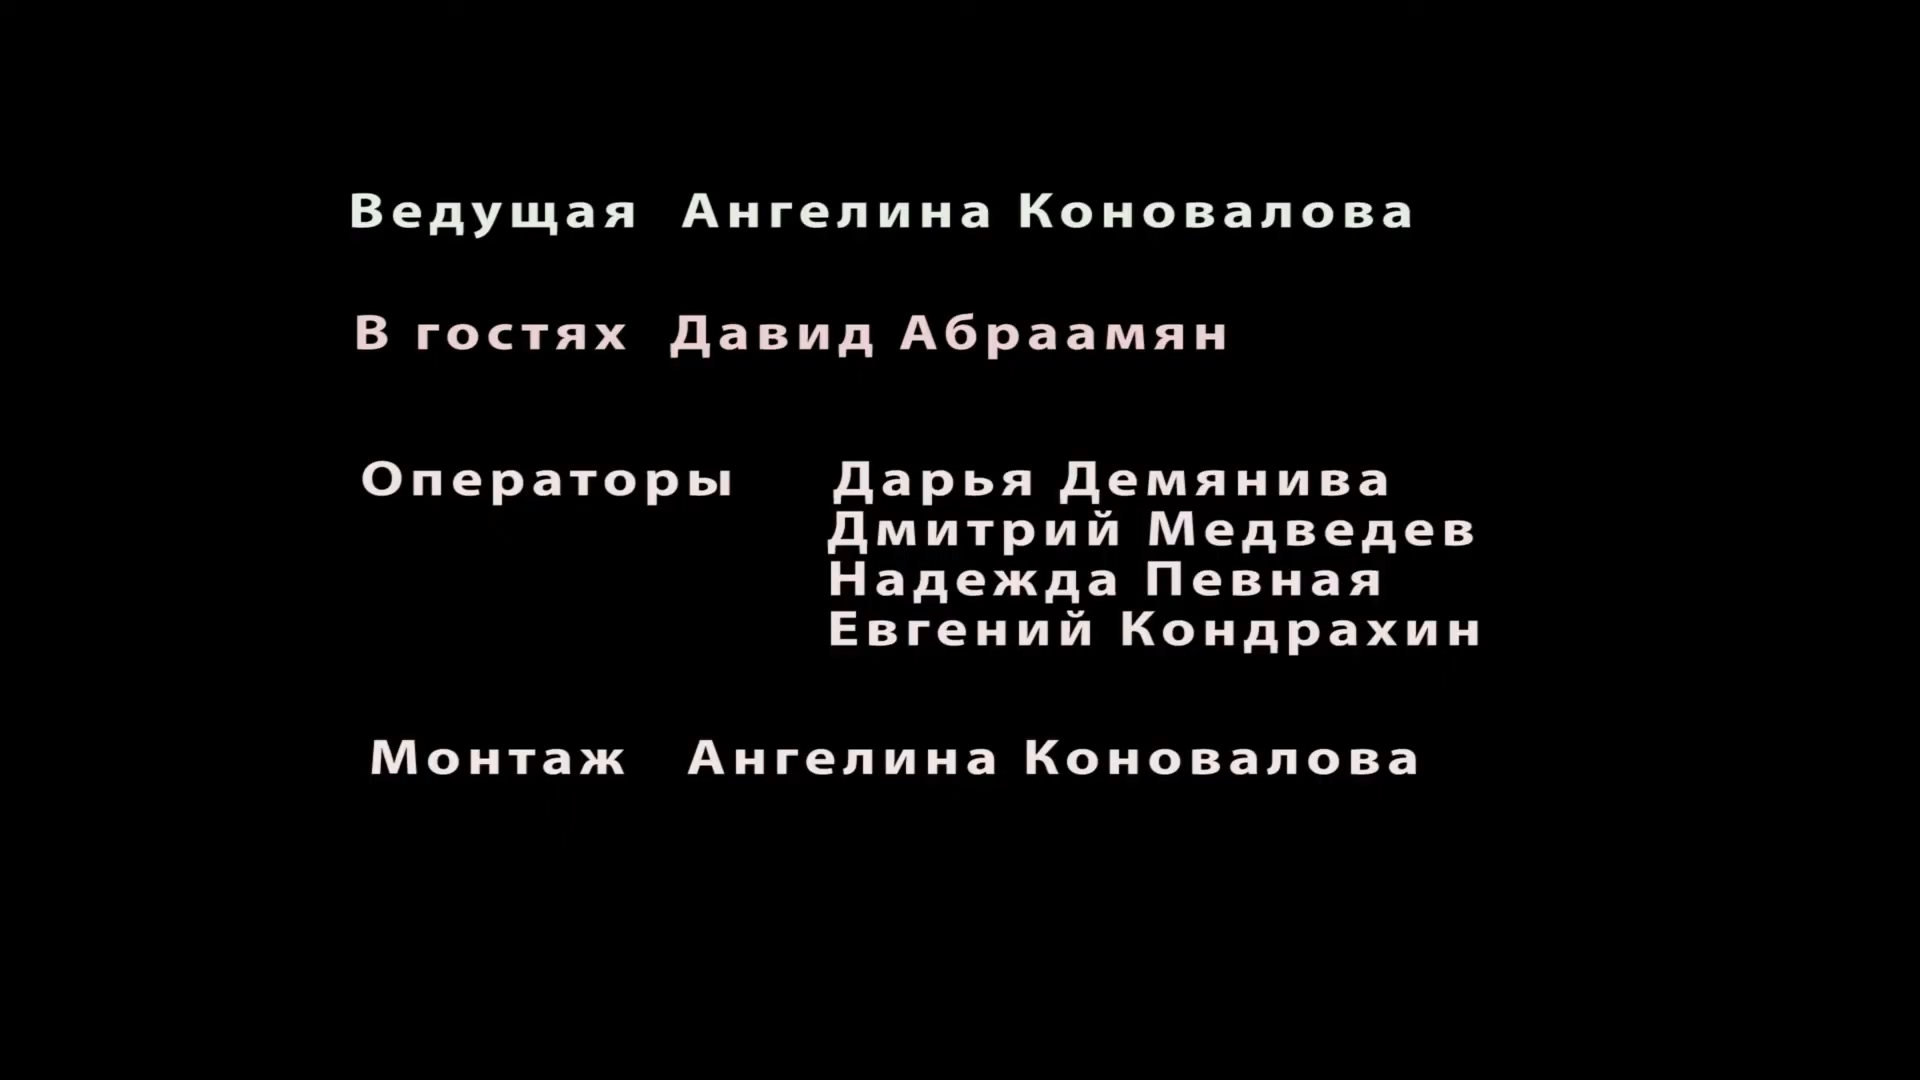 Ведущая Ангелина Коновалова
В гостях Давид Абраамян
Операторы Дарья Демянива
Дмитрий Медведев
Надежда Певная
Евгений Кондрахин
Монтаж Ангелина Коновалова